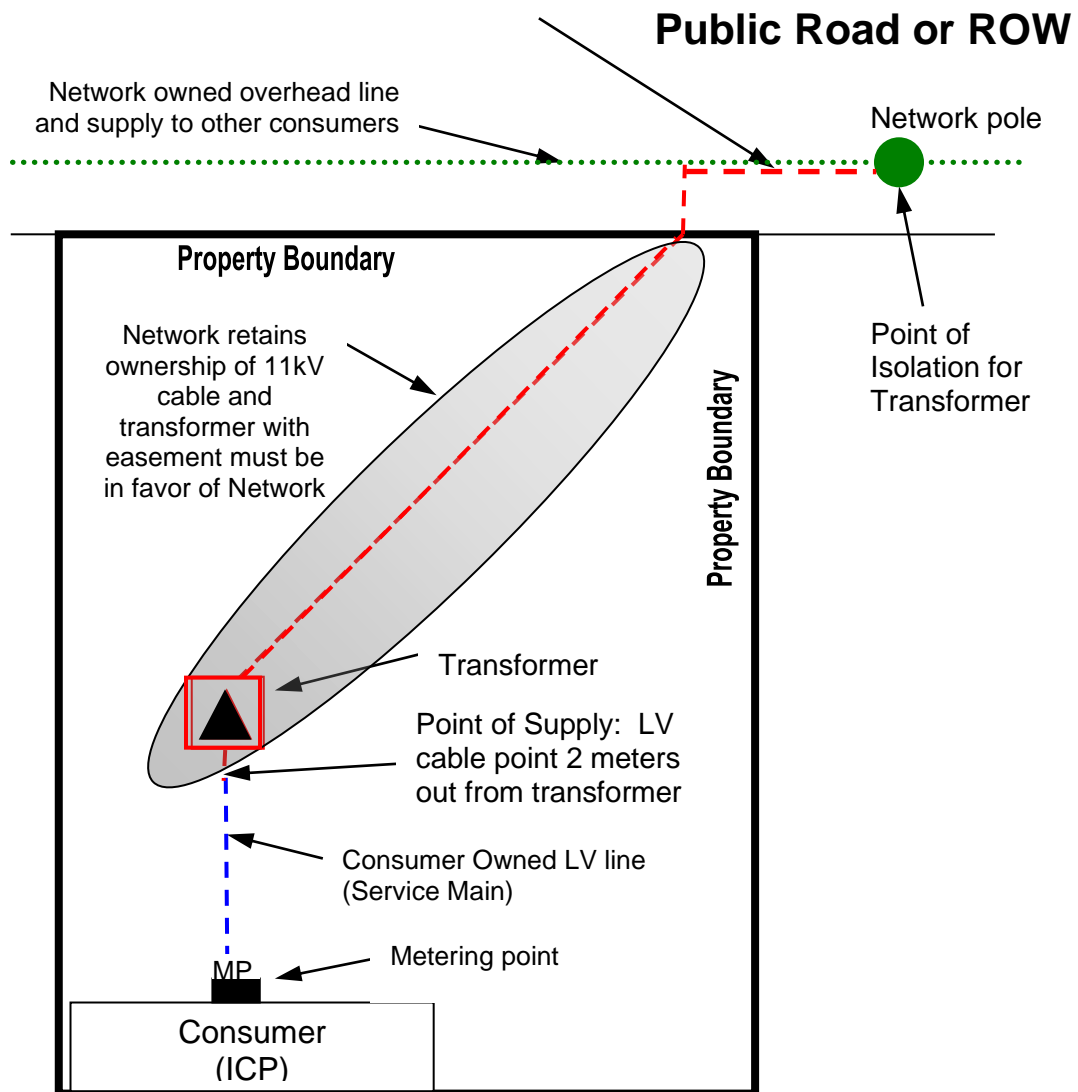 Public Road or ROW
Network owned overhead line
and supply to other consumers
Network pole
Property Boundary
Network retains
ownership of 11kV
cable and
transformer with
easement must be
in favor of Network
Point of
Isolation for
Transformer
Property Boundary
Transformer
Point of Supply: LV
cable point 2 meters
out from transformer
Consumer Owned LV line
(Service Main)
Metering point
MP
Consumer
(ICP)